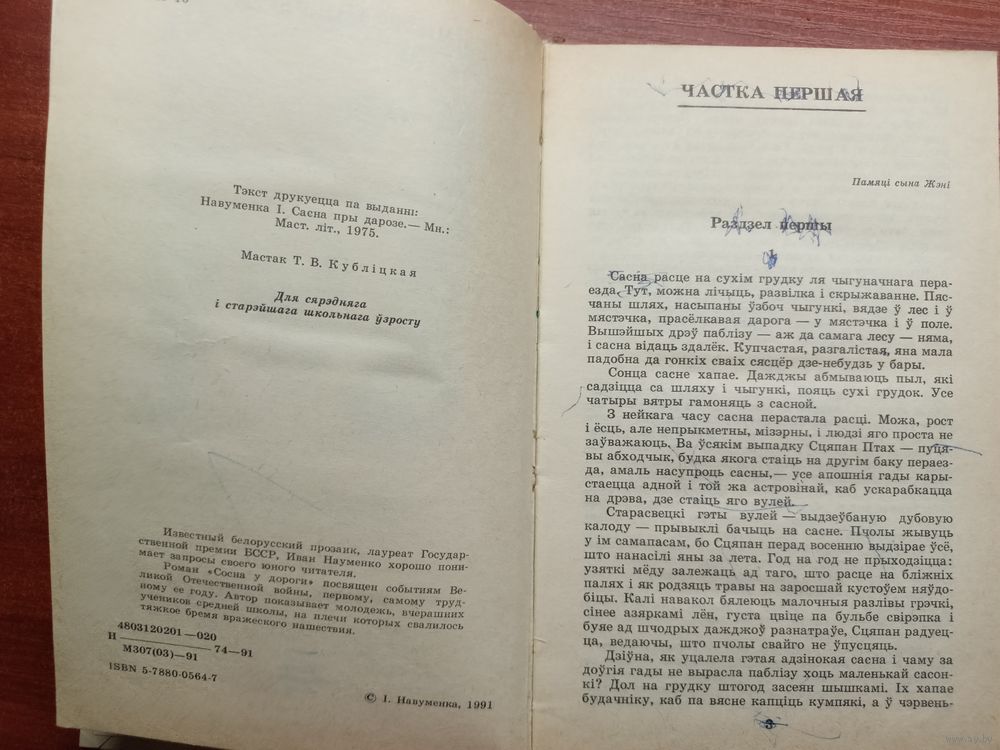 Тэкст друкуецца па выданні:
Навуменка І. Сасна пры дарозе.— Мн.:
Маст. літ., 1975.
Мастак Т. В. Кубліцкая
Для сярэдняга
і старэйшага школьнага ўзросту
Известный белорусский прозаик, лауреат Государ-
ственной премии БССР, Иван Науменко хорошо пони-
мает запросы своего юного читателя.
Роман «Сосна у дороги» посвящен событиям Ве-
ликой Отечественной войны, первому, самому труд-
ному ее году. Автор показывает молодежь, вчерашних
учеников средней школы, на плечи которых свалилось
тяжкое бремя вражеского нашествия.
4803120201—020
Н 74—91
М307(03)—91
ISBN 5-7880-0564-7
© І. Навуменка, 1991
ЧАСТКА ПЕРШАЯ
Памяці сына Жэні
Раздзел першы
Сасна расце на сухім грудку ля чыгуначнага пера-
езда. Тут, можна лічыць, развілка і скрыжаванне. Пяс-
чаны шлях, насыпаны ўзбоч чыгункі, вядзе ў лес і ў
мястэчка, прасёлкавая дарога — у мястэчка і ў поле.
Вышэйшых дрэў паблізу — аж да самага лесу — няма,
і сасна відаць здалёк. Купчастая, разгалістая, яна мала
падобна да гонкіх сваіх сясцёр дзе-небудзь у бары.
Сонца сасне хапае. Дажджы абмываюць пыл, які
садзіцца са шляху і чыгункі, пояць сухі грудок. Усе
чатыры вятры гамоняць з сасной.
З нейкага часу сасна перастала расці. Можа, рост
і ёсць, але непрыкметны, мізэрны, і людзі яго проста не
заўважаюць. Ва ўсякім выпадку Сцяпан Птах — пуця-
вы абходчык, будка якога стаіць на другім баку пераез-
да, амаль насупроць сасны,— усе апошнія гады кары-
стаецца адной і той жа астровінай, каб ускарабкацца
на дрэва, дзе стаіць яго вулей.
Старасвецкі гэты вулей — выдзеўбаную дубовую
калоду — прывыклі бачыць на сасне. Пчолы жывуць
у ім самапасам, бо Сцяпан перад восенню выдзірае ўсё,
што нанасілі яны за лета. Год на год не прыходзіцца:
узяткі мёду залежаць ад таго, што расце на бліжніх
палях і як родзяць травы на зарослай кустоўем няўдо-
біцы. Калі навакол бялеюць малочныя разлівы грэчкі,
сінее азяркамі лён, густа цвіце па бульбе свірэпка і
буяе ад шчодрых дажджоў разнатраўе, Сцяпан радуец-
ца, ведаючы, што пчолы свайго не ўпусцяць.
Дзіўна, як уцалела гэтая адзінокая сасна і чаму за
доўгія гады не вырасла паблізу хоць маленькай сасон-
кі? Дол на грудку штогод засеян шышкамі. Іх хапае
будачніку, каб па вясне капціць кумпякі, а ў чэрвень-
3